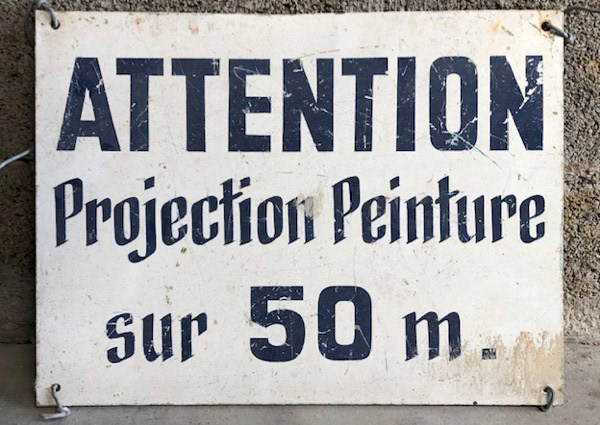 ATTENTION
Projection Peinture
sur 50 m.